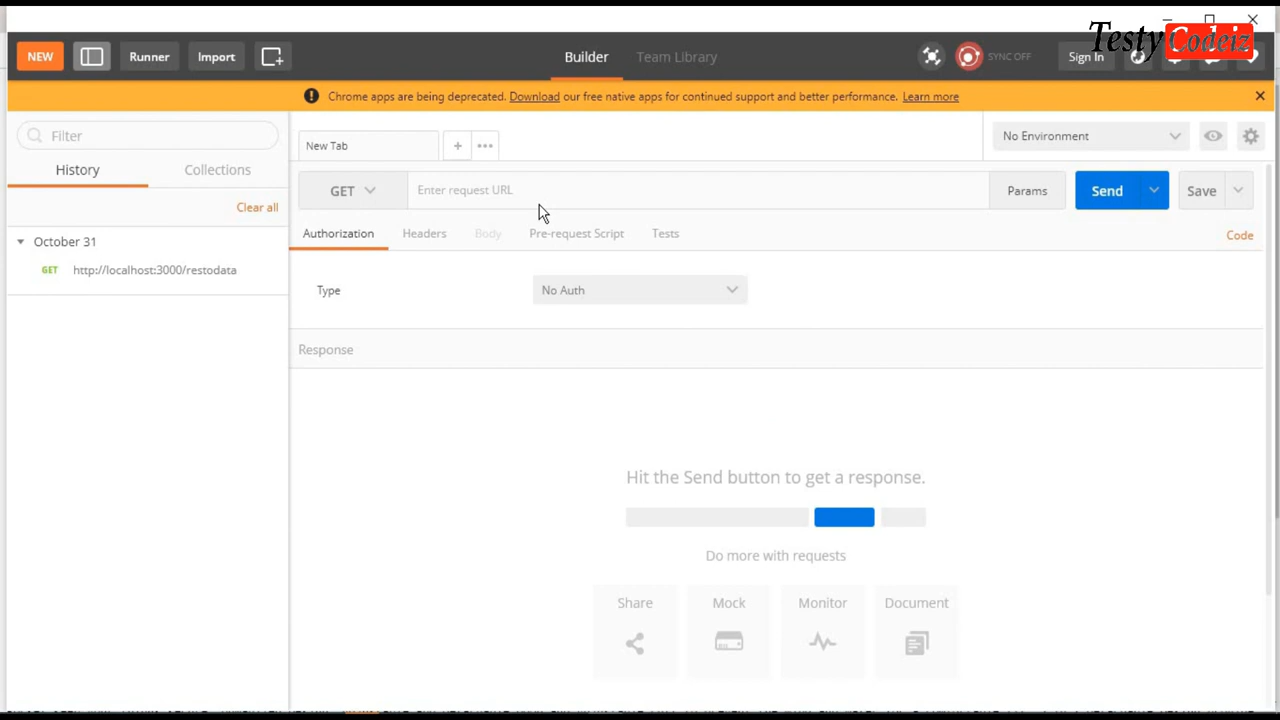 Testy Codeiz
NEW Runner Import Builder Team Library SYNC OFF Sign In
Chrome apps are being deprecated. Download our free native apps for continued support and better performance. Learn more
Filter
History Collections
Clear all
October 31
GET http://localhost:3000/restodata
New Tab
No Environment
GET Enter request URL Params Send Save
Authorization Headers Body Pre-request Script Tests Code
Type No Auth
Response
Hit the Send button to get a response.
Do more with requests
Share Mock Monitor Document